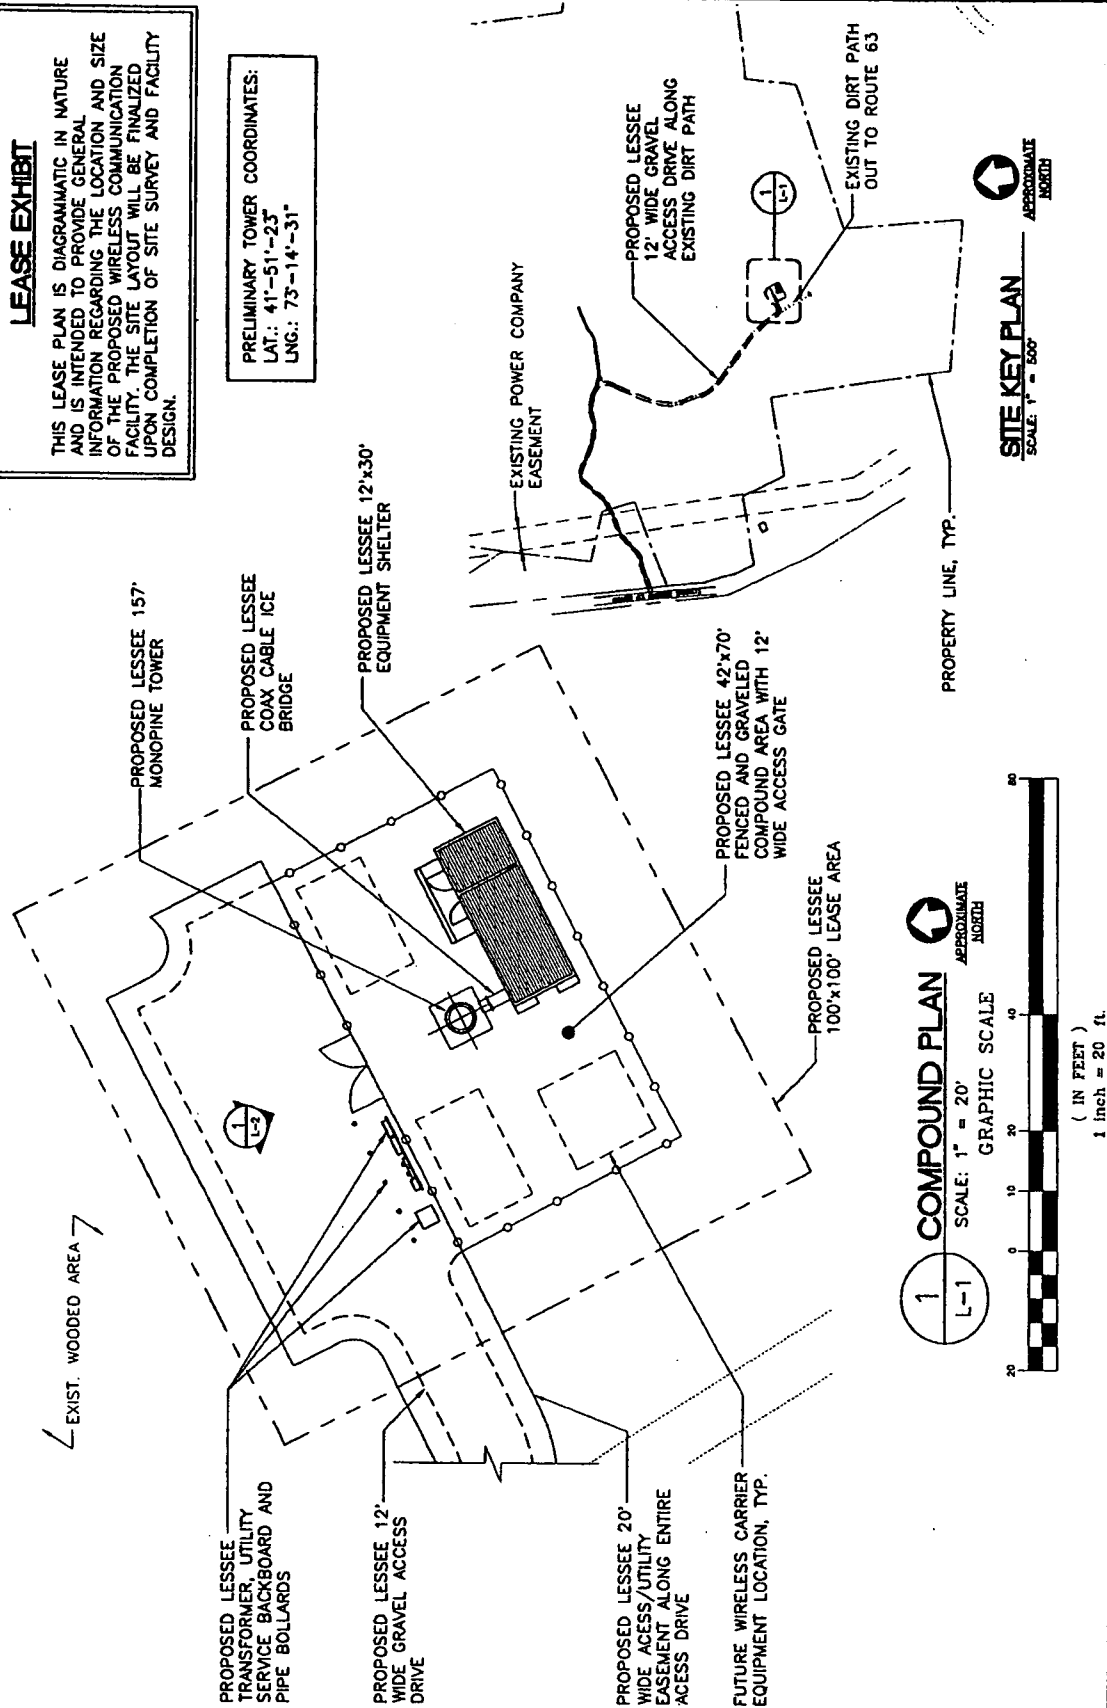 LEASE EXHIBIT
THIS LEASE PLAN IS DIAGRAMMATIC IN NATURE
AND IS INTENDED TO PROVIDE GENERAL
INFORMATION REGARDING THE LOCATION AND SIZE
OF THE PROPOSED WIRELESS COMMUNICATION
FACILITY. THE SITE LAYOUT WILL BE FINALIZED
UPON COMPLETION OF SITE SURVEY AND FACILITY
DESIGN.
PRELIMINARY TOWER COORDINATES:
LAT.: 41°-51'-23"
LNG.: 73°-14'-31"
EXIST. WOODED AREA
PROPOSED LESSEE 157'
MONOPINE TOWER
PROPOSED LESSEE
COAX CABLE ICE
BRIDGE
PROPOSED LESSEE 12'x30'
EQUIPMENT SHELTER
PROPOSED LESSEE
TRANSFORMER, UTILITY
SERVICE BACKBOARD AND
PIPE BOLLARDS
PROPOSED LESSEE 12'
WIDE GRAVEL ACCESS
DRIVE
PROPOSED LESSEE 20'
WIDE ACESS/UTILITY
EASEMENT ALONG ENTIRE
ACESS DRIVE
FUTURE WIRELESS CARRIER
EQUIPMENT LOCATION, TYP.
1
L-2
PROPOSED LESSEE 42'x70'
FENCED AND GRAVELED
COMPOUND AREA WITH 12'
WIDE ACCESS GATE
PROPOSED LESSEE
100'x100' LEASE AREA
1
L-1
COMPOUND PLAN
SCALE: 1" = 20'
APPROXIMATE
NORTH
GRAPHIC SCALE
20
0
10
20
40
80
( IN FEET )
1 inch = 20 ft.
EXISTING POWER COMPANY
EASEMENT
PROPOSED LESSEE
12' WIDE GRAVEL
ACCESS DRIVE ALONG
EXISTING DIRT PATH
1
L-1
EXISTING DIRT PATH
OUT TO ROUTE 63
PROPERTY LINE, TYP.
SITE KEY PLAN
SCALE: 1" = 500'
APPROXIMATE
NORTH